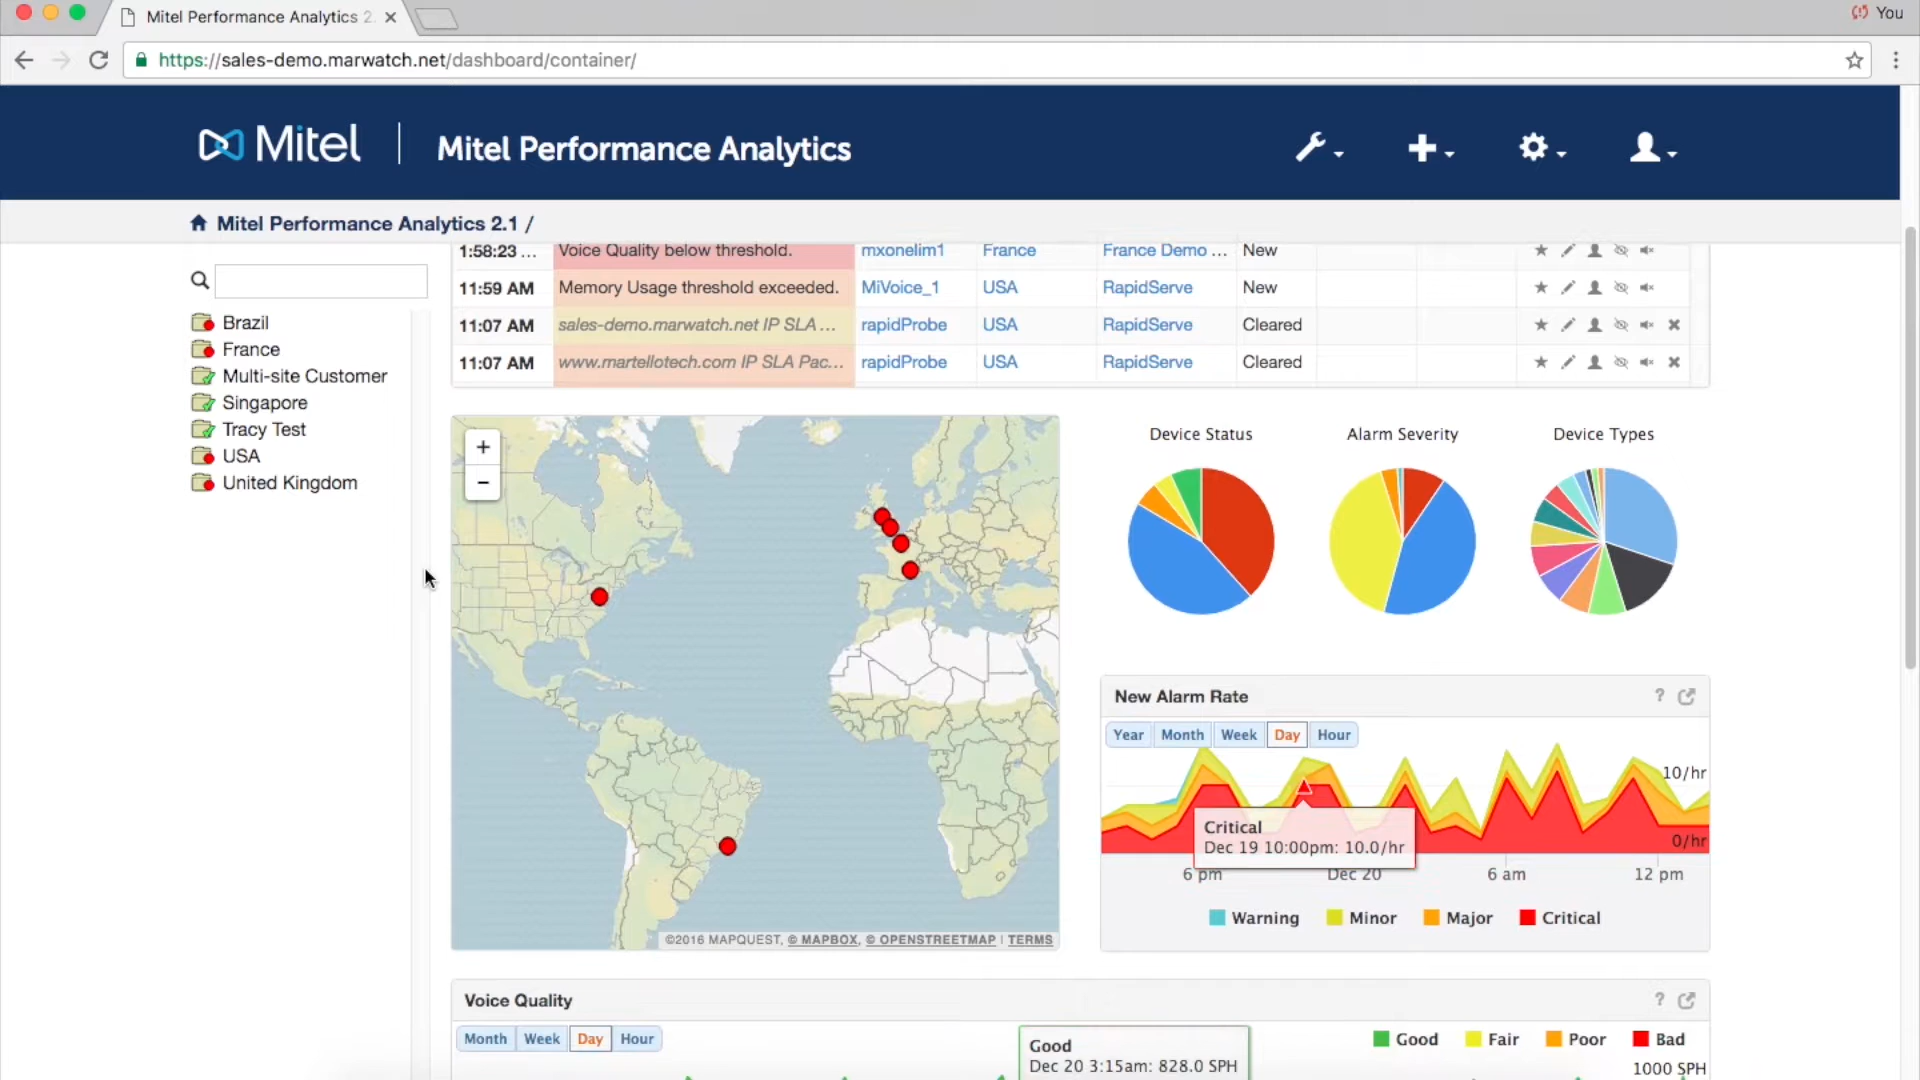 Mitel Performance Analytics 2.
You
https://sales-demo.marwatch.net/dashboard/container/
Mitel | Mitel Performance Analytics
Mitel Performance Analytics 2.1 /
1:58:23 ... Voice Quality below threshold. mxonelim1 France France Demo ... New
11:59 AM Memory Usage threshold exceeded. MiVoice_1 USA RapidServe New
11:07 AM sales-demo.marwatch.net IP SLA ... rapidProbe USA RapidServe Cleared
11:07 AM www.martellotech.com IP SLA Pac... rapidProbe USA RapidServe Cleared
Brazil
France
Multi-site Customer
Singapore
Tracy Test
USA
United Kingdom
+
−
©2016 MAPQUEST, © MAPBOX, © OPENSTREETMAP | TERMS
Device Status Alarm Severity Device Types
New Alarm Rate ?
Year Month Week Day Hour
10/hr
Critical
Dec 19 10:00pm: 10.0/hr
0/hr
6 pm Dec 20 6 am 12 pm
Warning Minor Major Critical
Voice Quality ?
Month Week Day Hour
Good
Dec 20 3:15am: 828.0 SPH
Good Fair Poor Bad
1000 SPH